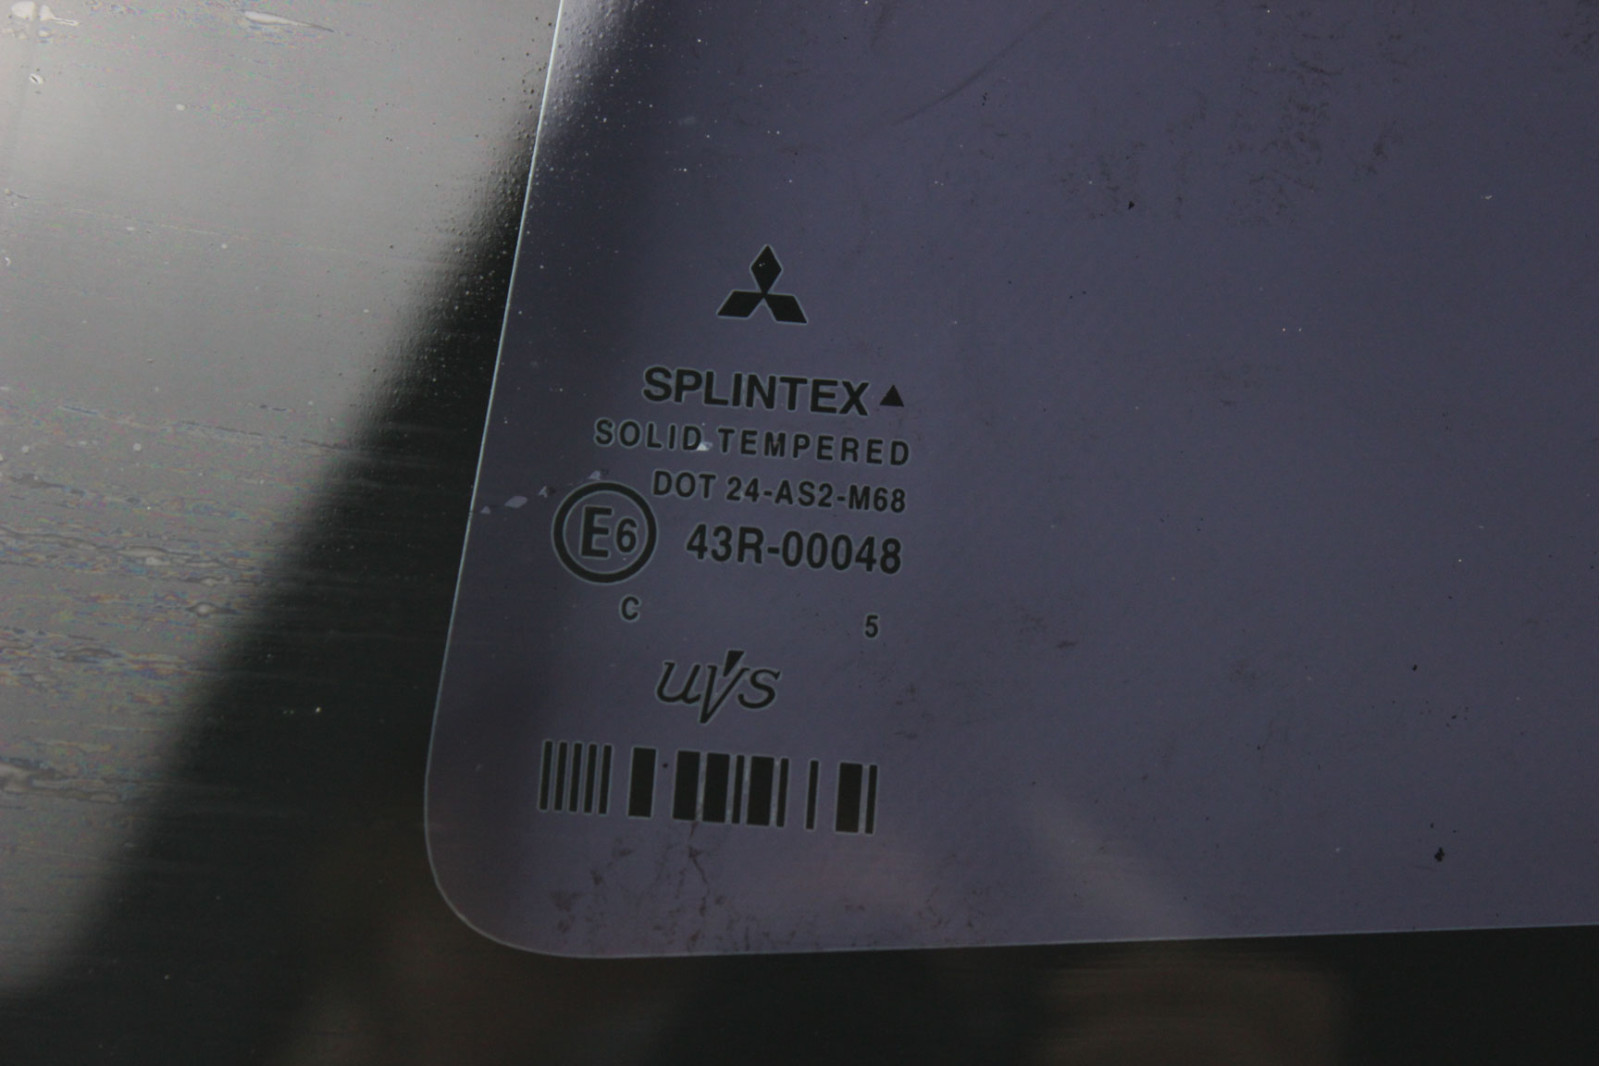 SPLINTEX
SOLID TEMPERED
DOT 24-AS2-M68
E6 43R-00048
C 5
uvs